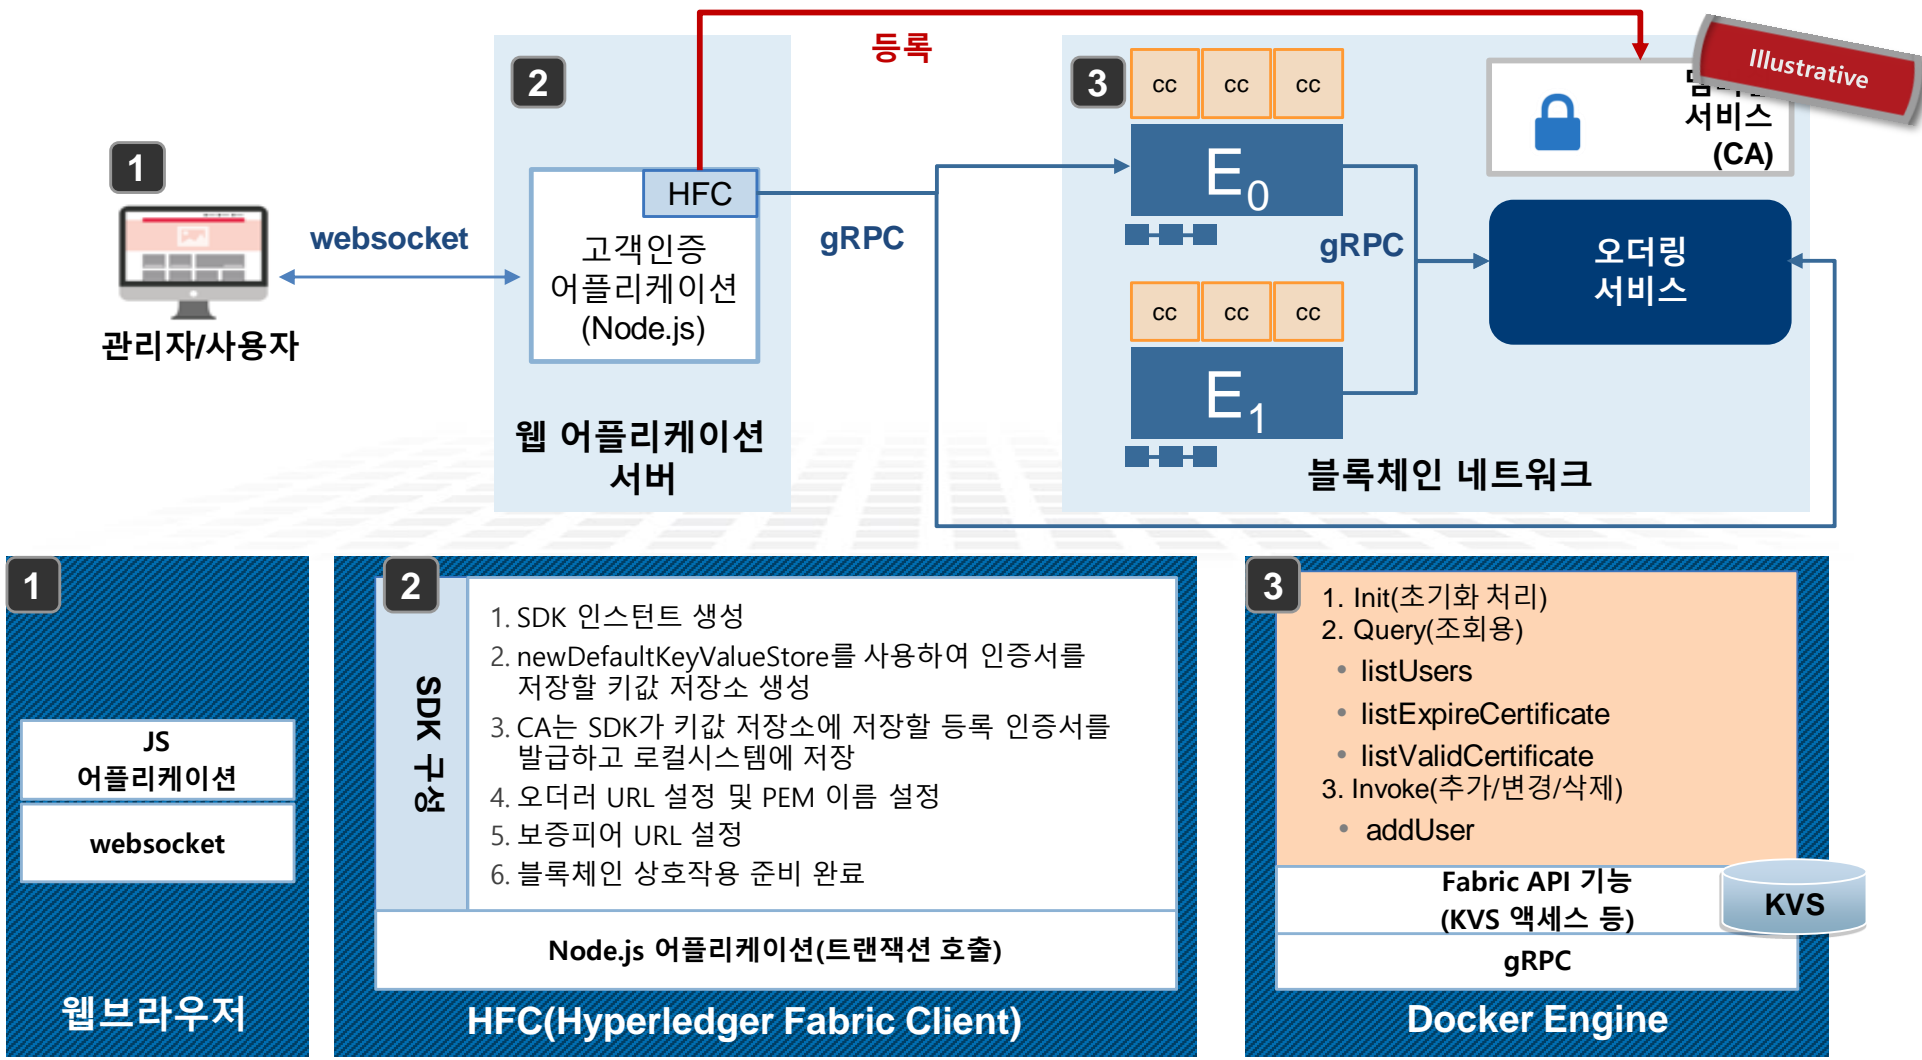 등록
Illustrative
2
3
cc
cc
cc
서비스
(CA)
1
HFC
E0
websocket
고객인증
어플리케이션
(Node.js)
gRPC
gRPC
오더링
서비스
관리자/사용자
cc
cc
cc
E1
웹 어플리케이션
서버
블록체인 네트워크
1
JS
어플리케이션
websocket
웹브라우저
2
SDK 구성
1. SDK 인스턴트 생성
2. newDefaultKeyValueStore를 사용하여 인증서를
저장할 키값 저장소 생성
3. CA는 SDK가 키값 저장소에 저장할 등록 인증서를
발급하고 로컬시스템에 저장
4. 오더러 URL 설정 및 PEM 이름 설정
5. 보증피어 URL 설정
6. 블록체인 상호작용 준비 완료
Node.js 어플리케이션(트랜잭션 호출)
HFC(Hyperledger Fabric Client)
3
1. Init(초기화 처리)
2. Query(조회용)
• listUsers
• listExpireCertificate
• listValidCertificate
3. Invoke(추가/변경/삭제)
• addUser
Fabric API 기능
(KVS 액세스 등)
KVS
gRPC
Docker Engine